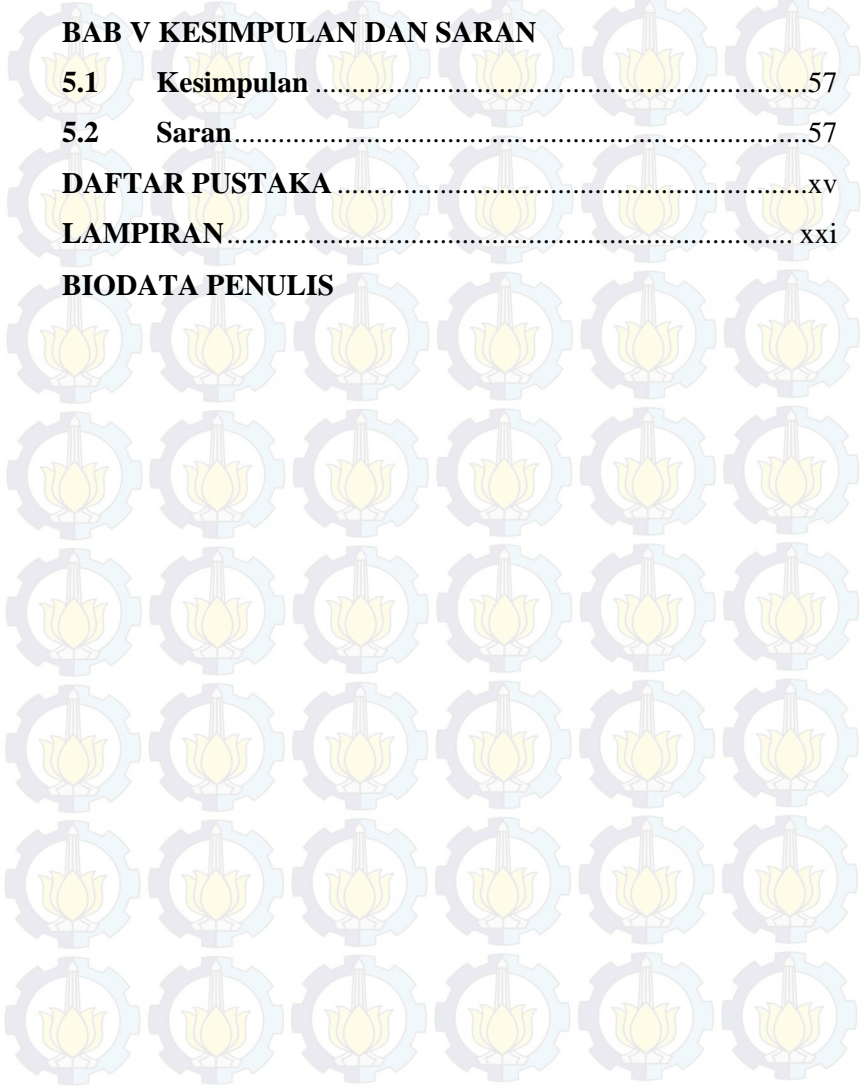 BAB V KESIMPULAN DAN SARAN
5.1 Kesimpulan ..................................................................57
5.2 Saran.............................................................................57
DAFTAR PUSTAKA ...............................................................xv
LAMPIRAN............................................................................ xxi
BIODATA PENULIS